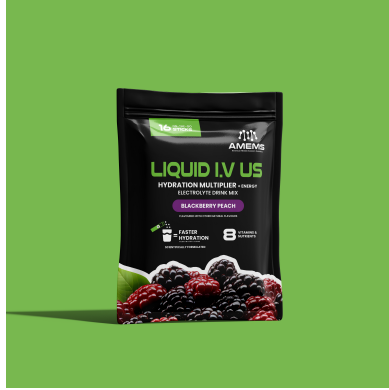 16
STICKS
AMEMS
LIQUID I.V US
HYDRATION MULTIPLIER + ENERGY
ELECTROLYTE DRINK MIX
BLACKBERRY PEACH
FASTER
HYDRATION
8 VITAMINS &
NUTRIENTS